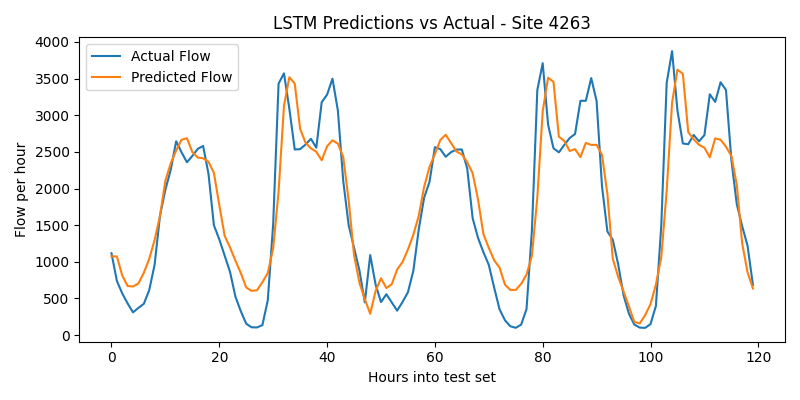 LSTM Predictions vs Actual - Site 4263
Actual Flow
Predicted Flow
Flow per hour
4000
3500
3000
2500
2000
1500
1000
500
0
0 20 40 60 80 100 120
Hours into test set